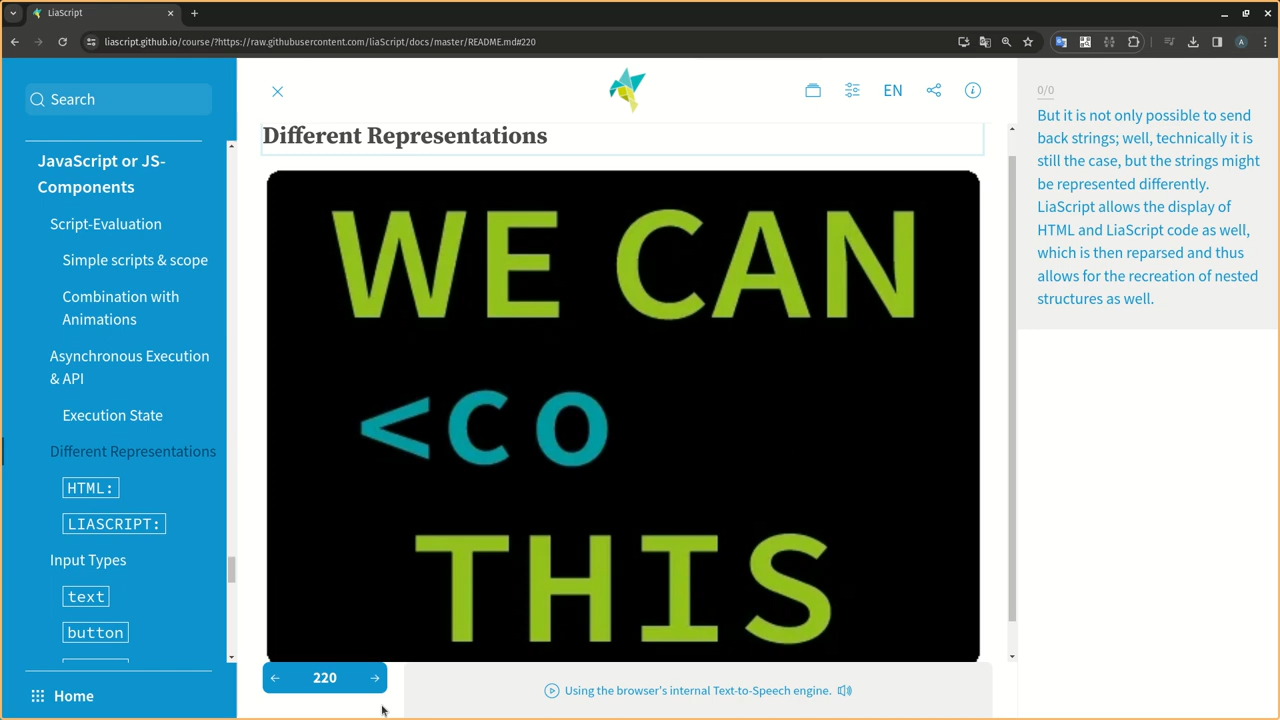 LiaScript
liascript.github.io/course/?https://raw.githubusercontent.com/liaScript/docs/master/README.md#220
A
Search
JavaScript or JS-
Components
Script-Evaluation
Simple scripts & scope
Combination with
Animations
Asynchronous Execution
& API
Execution State
Different Representations
HTML:
LIASCRIPT:
Input Types
text
button
Home
EN
Different Representations
WE CAN
<CO
THIS
220
Using the browser's internal Text-to-Speech engine.
0/0
But it is not only possible to send
back strings; well, technically it is
still the case, but the strings might
be represented differently.
LiaScript allows the display of
HTML and LiaScript code as well,
which is then reparsed and thus
allows for the recreation of nested
structures as well.